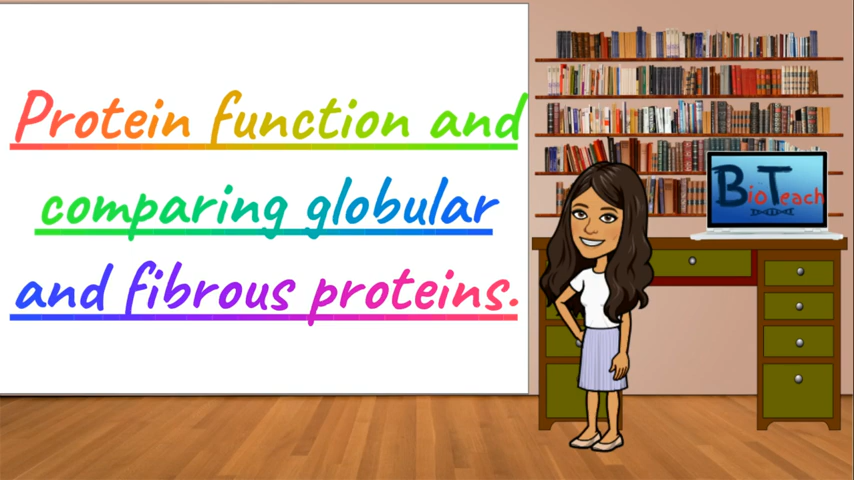 Protein function and
comparing globular
and fibrous proteins.
BioTeach